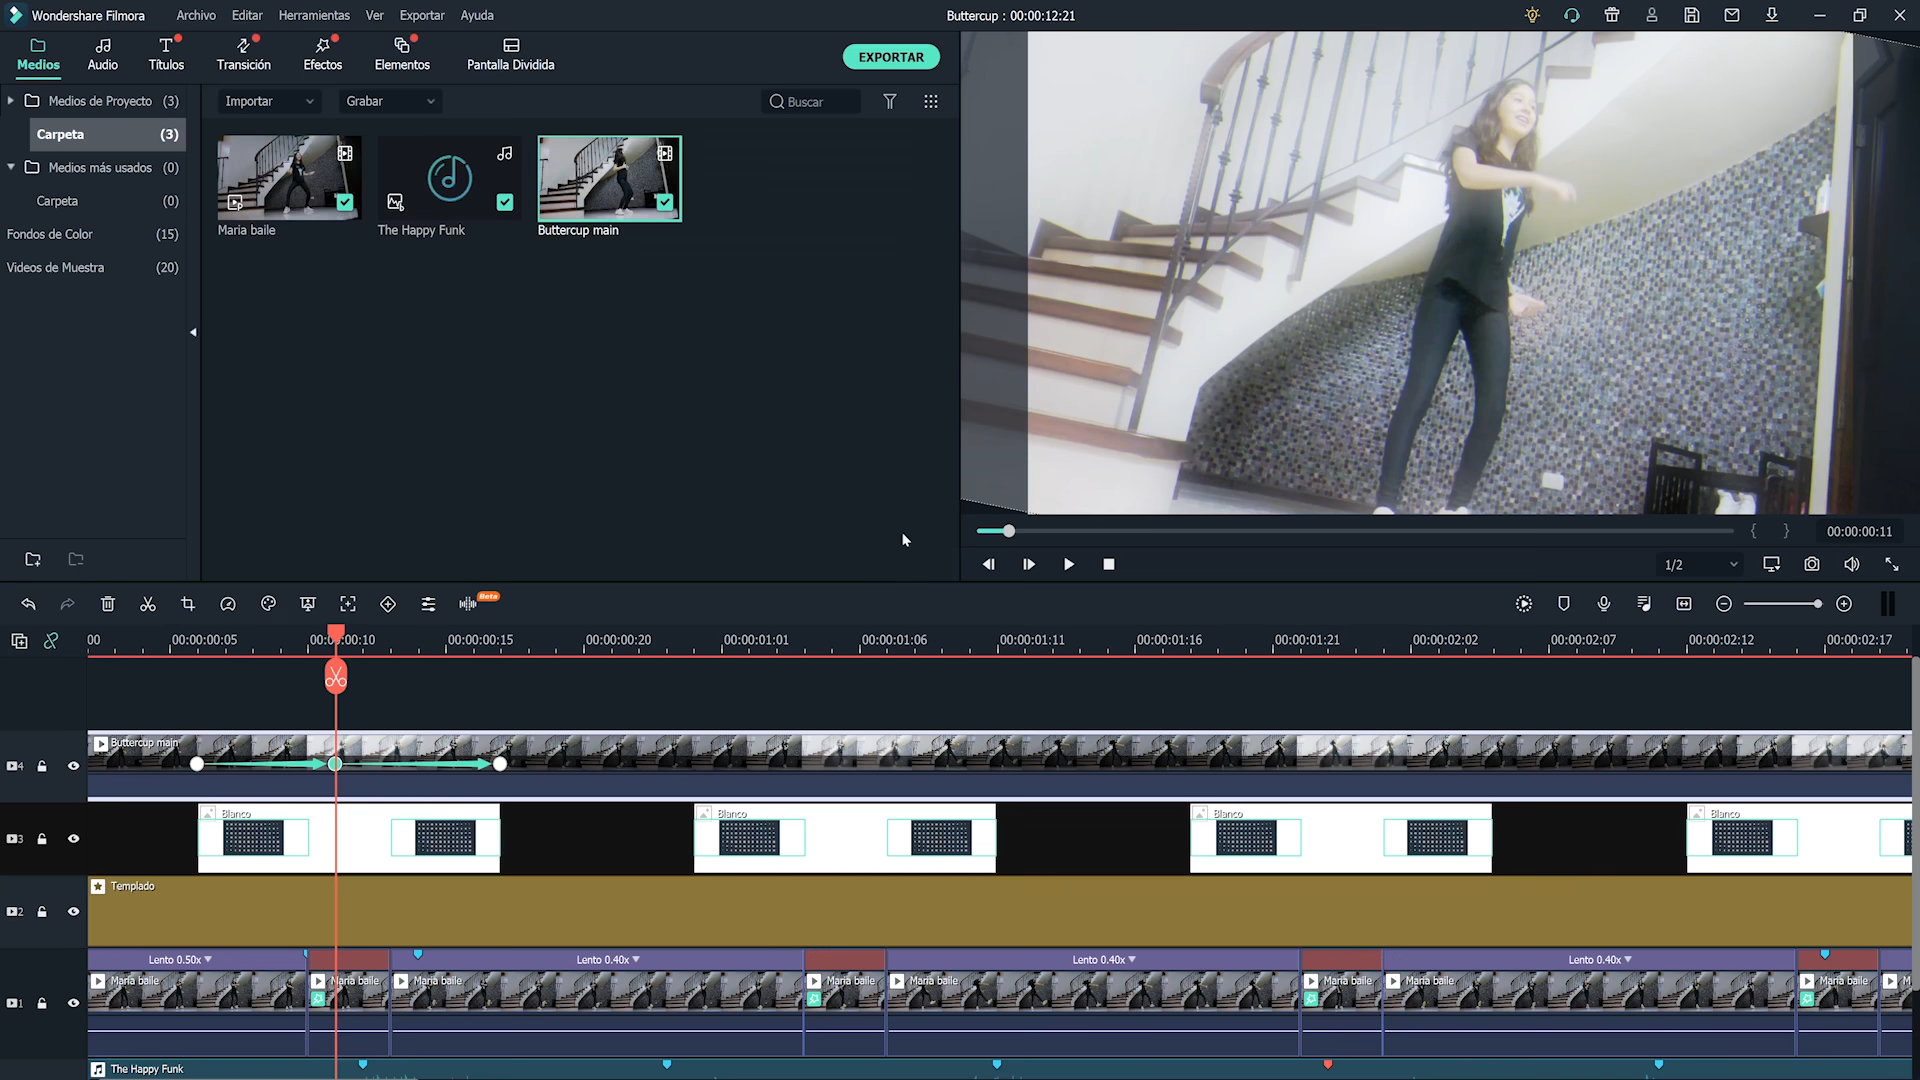 Wondershare Filmora
Archivo
Editar
Herramientas
Ver
Exportar
Ayuda
Buttercup : 00:00:12:21
Medios
Audio
Títulos
Transición
Efectos
Elementos
Pantalla Dividida
EXPORTAR
Medios de Proyecto (3)
Carpeta (3)
Medios más usados (0)
Carpeta (0)
Fondos de Color (15)
Videos de Muestra (20)
Importar
Grabar
Buscar
Maria baile
The Happy Funk
Buttercup main
{ }
00:00:00:11
1/2
Beta
00
00:00:00:05
00:00:00:10
00:00:00:15
00:00:00:20
00:00:01:01
00:00:01:06
00:00:01:11
00:00:01:16
00:00:01:21
00:00:02:02
00:00:02:07
00:00:02:12
00:00:02:17
4
Buttercup main
3
Blanco
Blanco
Blanco
Blanco
2
Templado
Lento 0.50x
Lento 0.40x
Lento 0.40x
Lento 0.40x
1
Maria baile
Maria baile
Maria baile
Maria baile
Maria baile
Maria baile
Maria baile
Maria baile
M
The Happy Funk